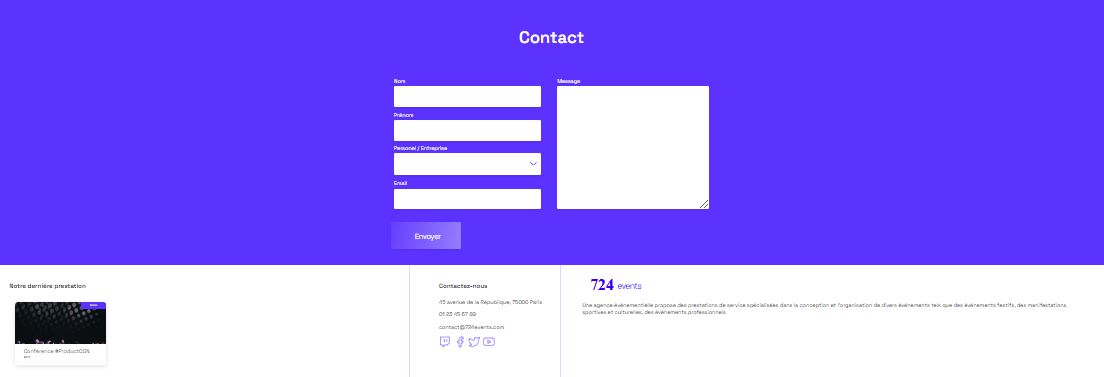 Contact
Nom
Message
Prénom
Personel / Entreprise
Email
Envoyer
Notre dernière prestation
Conférence #ProductCON
Contactez-nous
45 avenue de la République, 75000 Paris
01 23 45 67 89
contact@724events.com
724 events
Une agence événementielle propose des prestations de service spécialisées dans la conception et l'organisation de divers événements tels que des événements festifs, des manifestations
sportives et culturelles, des événements professionnels